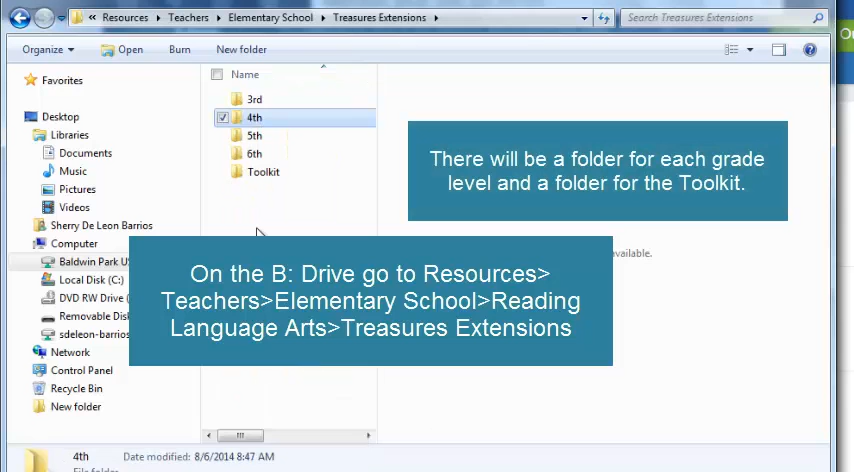 « Resources ▸ Teachers ▸ Elementary School ▸ Treasures Extensions ▸
Search Treasures Extensions
Organize Open Burn New folder
Name
3rd
4th
5th
6th
Toolkit
Favorites
Desktop
Libraries
Documents
Music
Pictures
Videos
Sherry De Leon Barrios
Computer
Baldwin Park US
Local Disk (C:)
DVD RW Drive (
Removable Disk
sdeleon-barrios
Network
Control Panel
Recycle Bin
New folder
There will be a folder for each grade
level and a folder for the Toolkit.
available.
On the B: Drive go to Resources>
Teachers>Elementary School>Reading
Language Arts>Treasures Extensions
4th Date modified: 8/6/2014 8:47 AM
File folder